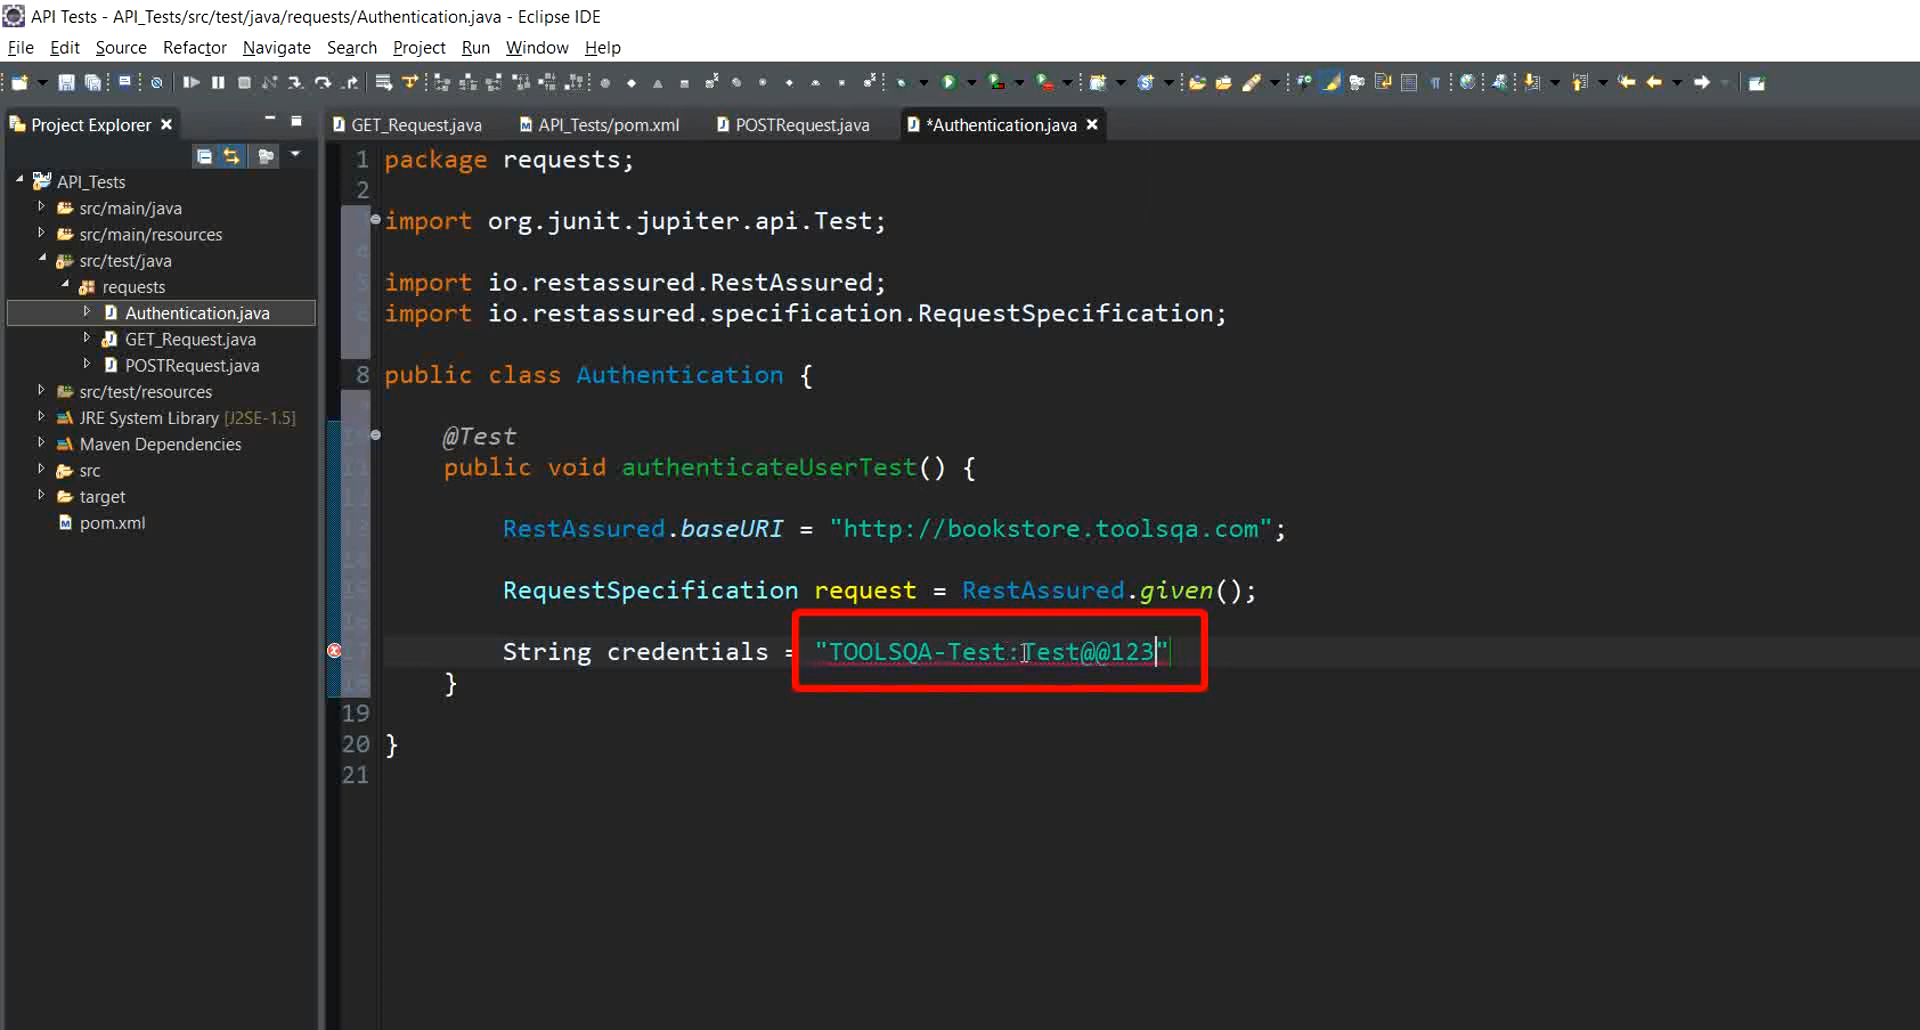 API Tests - API_Tests/src/test/java/requests/Authentication.java - Eclipse IDE
File Edit Source Refactor Navigate Search Project Run Window Help
Project Explorer
GET_Request.java API_Tests/pom.xml POSTRequest.java *Authentication.java
API_Tests
src/main/java
src/main/resources
src/test/java
requests
Authentication.java
GET_Request.java
POSTRequest.java
src/test/resources
JRE System Library [J2SE-1.5]
Maven Dependencies
src
target
pom.xml
1 package requests;
2
import org.junit.jupiter.api.Test;
import io.restassured.RestAssured;
import io.restassured.specification.RequestSpecification;
8 public class Authentication {
@Test
public void authenticateUserTest() {
RestAssured.baseURI = "http://bookstore.toolsqa.com";
RequestSpecification request = RestAssured.given();
String credentials = "TOOLSQA-Test:Test@@123"
}
19
20 }
21